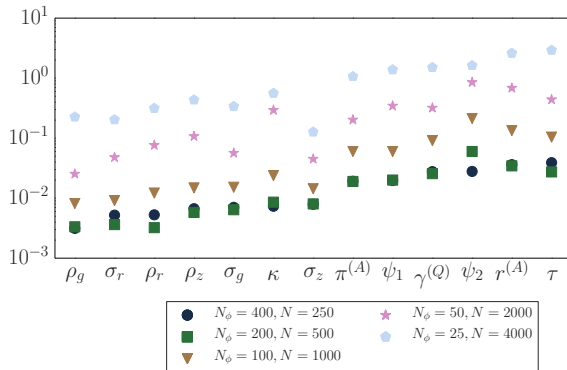 10^1
10^0
10^{-1}
10^{-2}
10^{-3}
ρ_g σ_r ρ_r ρ_z σ_g κ σ_z π^{(A)} ψ_1 γ^{(Q)} ψ_2 r^{(A)} τ
N_ϕ = 400, N = 250 N_ϕ = 50, N = 2000
N_ϕ = 200, N = 500 N_ϕ = 25, N = 4000
N_ϕ = 100, N = 1000